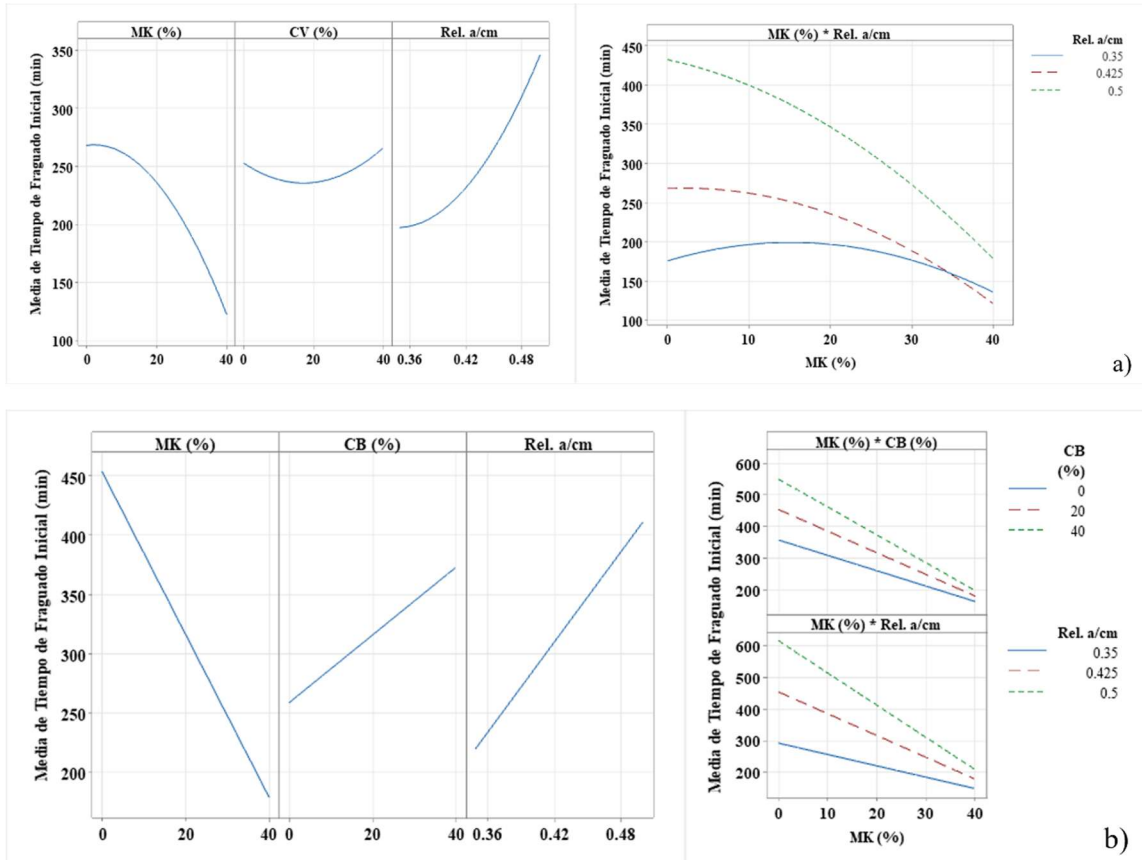 MK (%) CV (%) Rel. a/cm
Media de Tiempo de Fraguado Inicial (min)
350
300
250
200
150
100
0 20 40 0 20 40 0.36 0.42 0.48
MK (%) * Rel. a/cm
Media de Tiempo de Fraguado Inicial (min)
450
400
350
300
250
200
150
100
0 10 20 30 40
MK (%)
Rel. a/cm
0.35
0.425
0.5
a)
MK (%) CB (%) Rel. a/cm
Media de Tiempo de Fraguado Inicial (min)
450
400
350
300
250
200
0 20 40 0 20 40 0.36 0.42 0.48
Media de Tiempo de Fraguado Inicial (min)
MK (%) * CB (%)
600
500
400
300
200
CB
(%)
0
20
40
MK (%) * Rel. a/cm
600
500
400
300
200
0 10 20 30 40
MK (%)
Rel. a/cm
0.35
0.425
0.5
b)